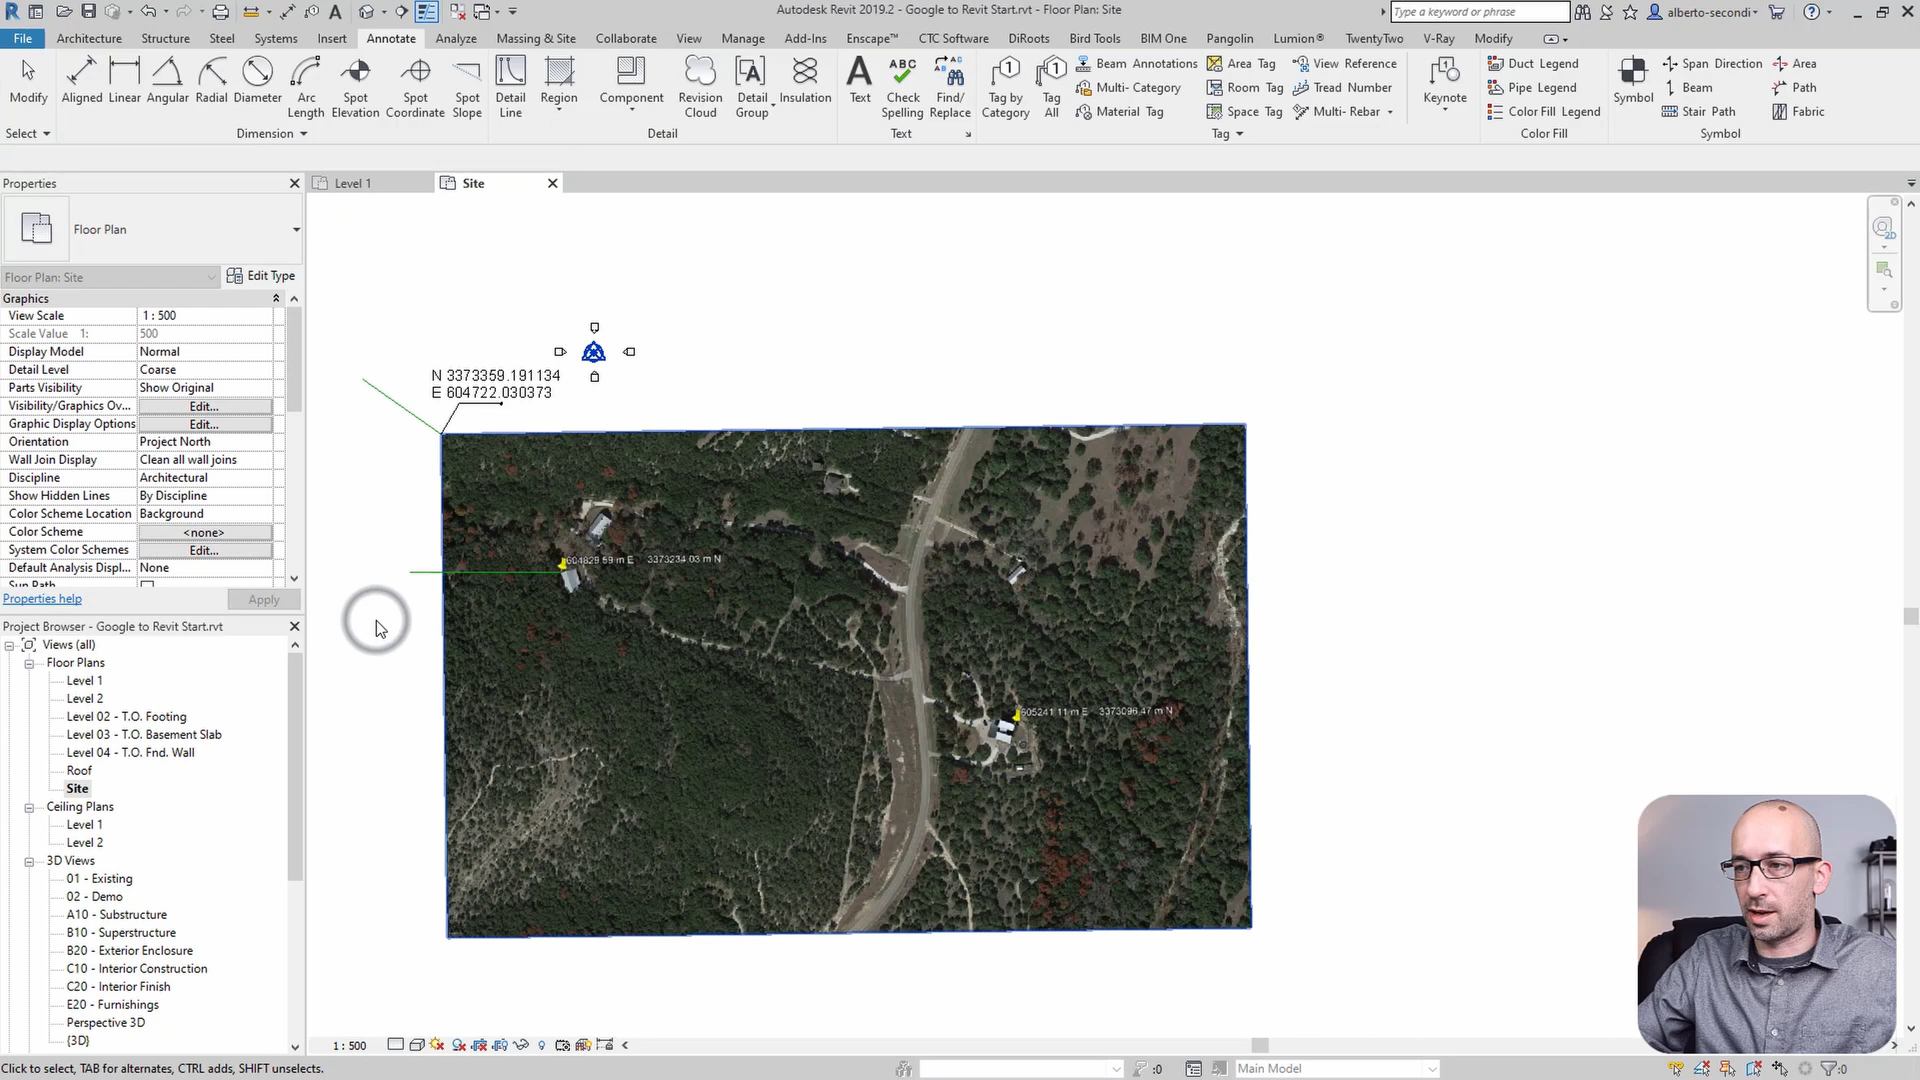 Autodesk Revit 2019.2 - Google to Revit Start.rvt - Floor Plan: Site
Type a keyword or phrase
alberto-secondi
File Architecture Structure Steel Systems Insert Annotate Analyze Massing & Site Collaborate View Manage Add-Ins Enscape™ CTC Software DiRoots Bird Tools BIM One Pangolin Lumion® TwentyTwo V-Ray Modify
Modify
Aligned Linear Angular Radial Diameter Arc Length Spot Elevation Spot Coordinate Spot Slope
Detail Line Region Component Revision Cloud Detail Group Insulation
Text Check Spelling Find/ Replace
Tag by Category Tag All
Beam Annotations Area Tag View Reference
Multi- Category Room Tag Tread Number
Material Tag Space Tag Multi- Rebar
Keynote
Duct Legend
Pipe Legend
Color Fill Legend
Symbol
Span Direction Area
Beam Path
Stair Path Fabric
Select Dimension Detail Text Tag Color Fill Symbol
Properties
Level 1
Site
Floor Plan
Floor Plan: Site
Edit Type
Graphics
View Scale 1 : 500
Scale Value 1: 500
Display Model Normal
Detail Level Coarse
Parts Visibility Show Original
Visibility/Graphics Ov... Edit...
Graphic Display Options Edit...
Orientation Project North
Wall Join Display Clean all wall joins
Discipline Architectural
Show Hidden Lines By Discipline
Color Scheme Location Background
Color Scheme <none>
System Color Schemes Edit...
Default Analysis Displ... None
Sun Path
Properties help
Apply
Project Browser - Google to Revit Start.rvt
Views (all)
Floor Plans
Level 1
Level 2
Level 02 - T.O. Footing
Level 03 - T.O. Basement Slab
Level 04 - T.O. Fnd. Wall
Roof
Site
Ceiling Plans
Level 1
Level 2
3D Views
01 - Existing
02 - Demo
A10 - Substructure
B10 - Superstructure
B20 - Exterior Enclosure
C10 - Interior Construction
C20 - Interior Finish
E20 - Furnishings
Perspective 3D
{3D}
N 3373359.191134
E 604722.030373
604829.59 m E 3373234.03 m N
605241.11 m E 3373096.47 m N
2D
1 : 500
Click to select, TAB for alternates, CTRL adds, SHIFT unselects.
:0
Main Model
:0